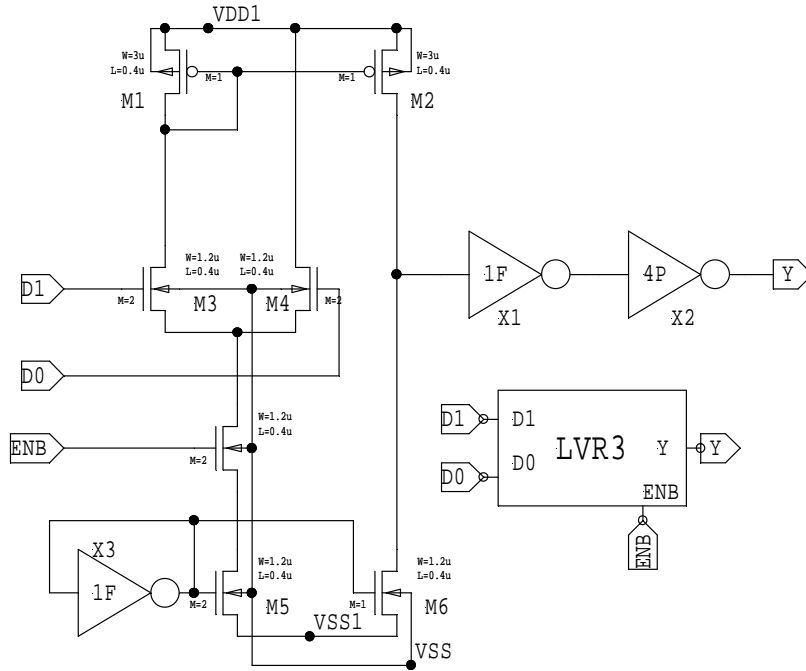 VDD1
W=3u
L=0.4u
M=1
M1
M=1
W=3u
L=0.4u
M2
W=1.2u
L=0.4u
W=1.2u
L=0.4u
D1
M=2
M3
M4
M=2
1F
X1
4P
X2
Y
D0
W=1.2u
L=0.4u
ENB
M=2
D1
D1
D0
D0
LVR3
Y
Y
ENB
ENB
X3
1F
M=2
W=1.2u
L=0.4u
M5
M=1
W=1.2u
L=0.4u
M6
VSS1
VSS